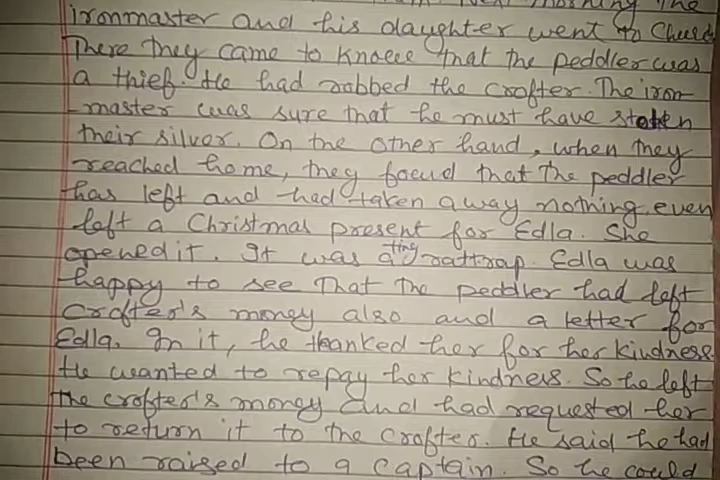 morning The
ironmaster and his daughter went to Church
There they came to know that the peddler was
a thief. He had robbed the crofter. The iron-
master was sure that he must have stolen
their silver. On the other hand, when they
reached home, they found that the peddler
has left and had taken away nothing, even
left a Christmas present for Edla. She
opened it. It was a tiny rattrap. Edla was
happy to see That the peddler had left
Crofter's money also and a letter for
Edla. In it, he thanked her for her kindness.
He wanted to repay her kindness. So he left
the crofter's money and had requested her
to return it to the crofter. He said he had
been raised to a captain. So he could